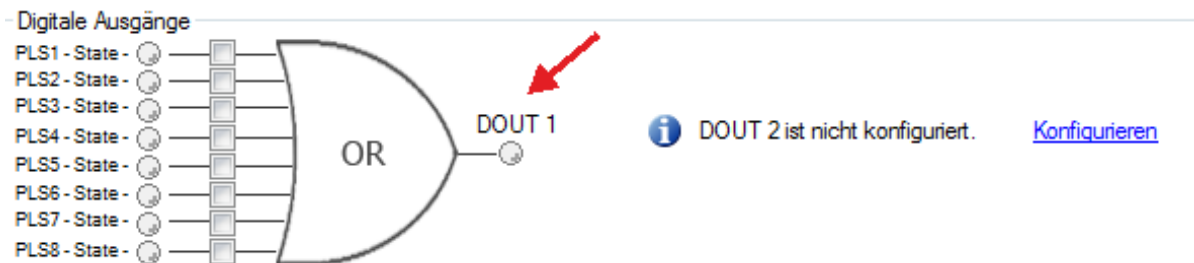 Digitale Ausgänge
PLS1 - State -
PLS2 - State -
PLS3 - State -
PLS4 - State -
PLS5 - State -
PLS6 - State -
PLS7 - State -
PLS8 - State -
OR
DOUT 1
DOUT 2 ist nicht konfiguriert. Konfigurieren